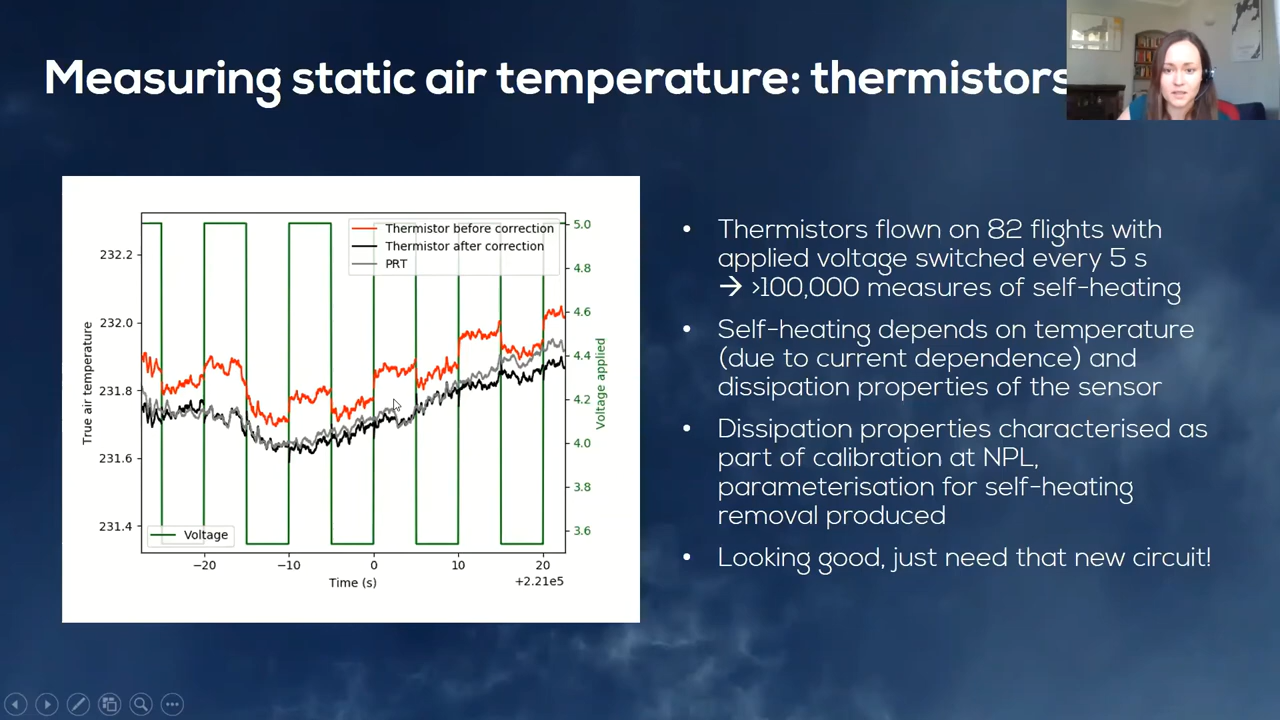 Measuring static air temperature: thermistors
Thermistor before correction
Thermistor after correction
PRT
Voltage
True air temperature
232.2
232.0
231.8
231.6
231.4
5.0
4.8
4.6
4.4
4.2
4.0
3.8
3.6
Voltage applied
−20
−10
0
10
20
Time (s)
+2.21e5
• Thermistors flown on 82 flights with
applied voltage switched every 5 s
→ >100,000 measures of self-heating
• Self-heating depends on temperature
(due to current dependence) and
dissipation properties of the sensor
• Dissipation properties characterised as
part of calibration at NPL,
parameterisation for self-heating
removal produced
• Looking good, just need that new circuit!